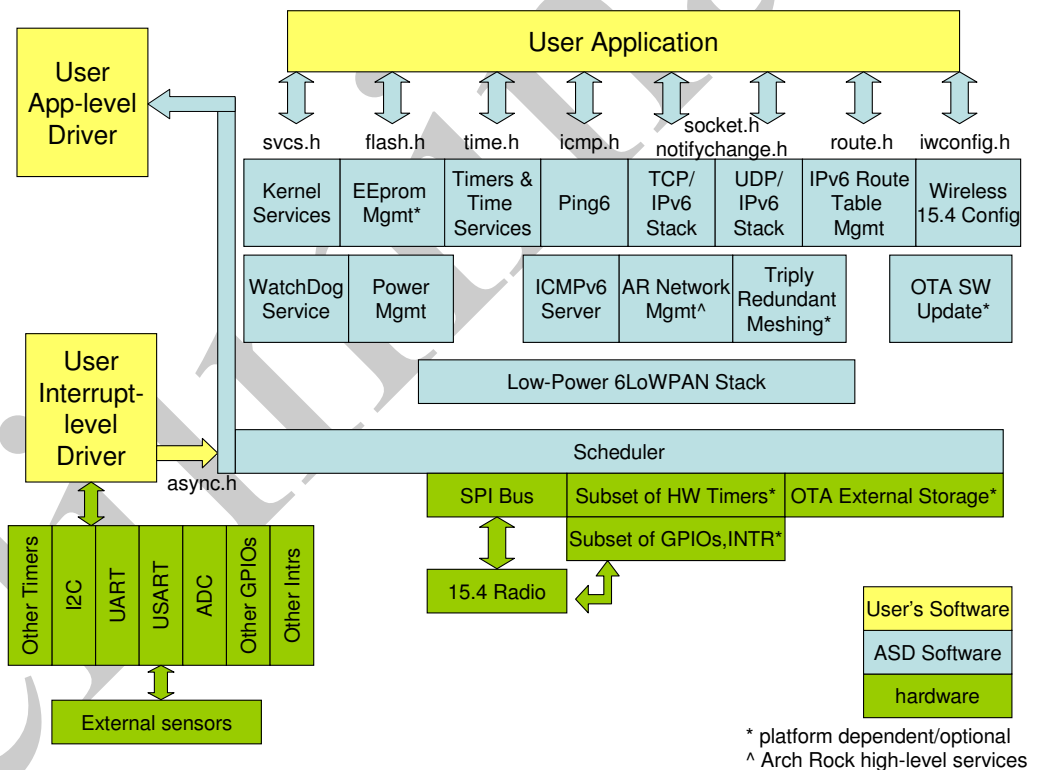 User Application
User
App-level
Driver
svcs.h
flash.h
time.h
icmp.h
socket.h
notifychange.h
route.h
iwconfig.h
Kernel
Services
EEprom
Mgmt*
Timers &
Time
Services
Ping6
TCP/
IPv6
Stack
UDP/
IPv6
Stack
IPv6 Route
Table
Mgmt
Wireless
15.4 Config
WatchDog
Service
Power
Mgmt
ICMPv6
Server
AR Network
Mgmt^
Triply
Redundant
Meshing*
OTA SW
Update*
User
Interrupt-
level
Driver
Low-Power 6LoWPAN Stack
async.h
Scheduler
SPI Bus
Subset of HW Timers*
OTA External Storage*
Subset of GPIOs,INTR*
15.4 Radio
Other Timers
I2C
UART
USART
ADC
Other GPIOs
Other Intrs
External sensors
User's Software
ASD Software
hardware
* platform dependent/optional
^ Arch Rock high-level services